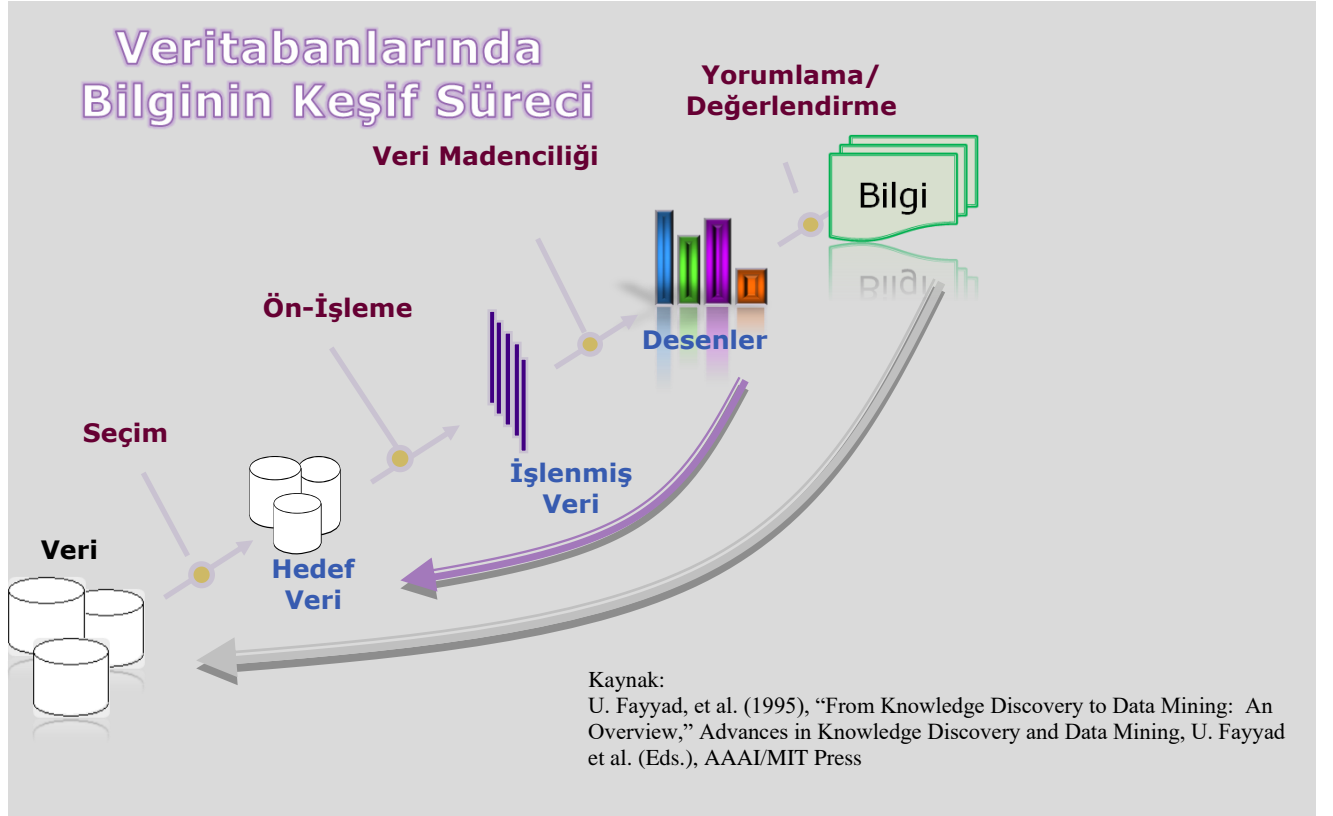 Veritabanlarında
Bilginin Keşif Süreci
Yorumlama/
Değerlendirme
Veri Madenciliği
Bilgi
Ön-İşleme
Desenler
Seçim
İşlenmiş
Veri
Veri
Hedef
Veri
Kaynak:
U. Fayyad, et al. (1995), “From Knowledge Discovery to Data Mining: An
Overview,” Advances in Knowledge Discovery and Data Mining, U. Fayyad
et al. (Eds.), AAAI/MIT Press